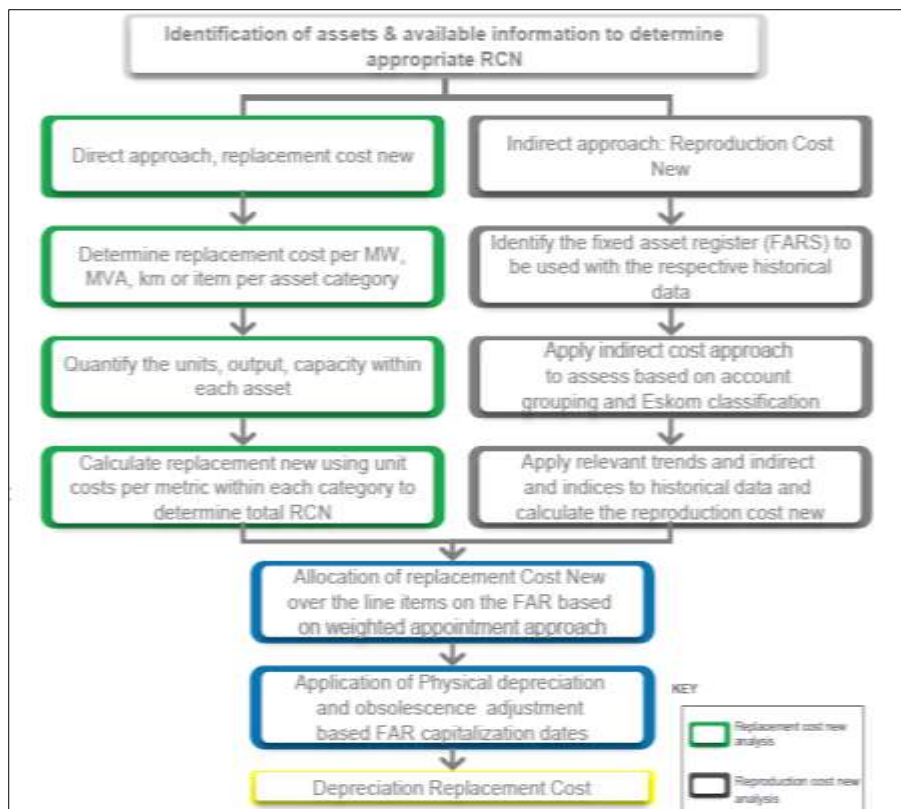 Identification of assets & available information to determine
appropriate RCN
Direct approach, replacement cost new
Indirect approach: Reproduction Cost
New
Determine replacement cost per MW,
MVA, km or item per asset category
Identify the fixed asset register (FARS) to
be used with the respective historical
data
Quantify the units, output, capacity within
each asset
Apply indirect cost approach
to assess based on account
grouping and Eskom classification
Calculate replacement new using unit
costs per metric within each category to
determine total RCN
Apply relevant trends and indirect
and indices to historical data and
calculate the reproduction cost new
Allocation of replacement Cost New
over the line items on the FAR based
on weighted appointment approach
Application of Physical depreciation
and obsolescence adjustment
based FAR capitalization dates
Depreciation Replacement Cost
KEY
Replacement cost new
analysis
Reproduction cost new
analysis